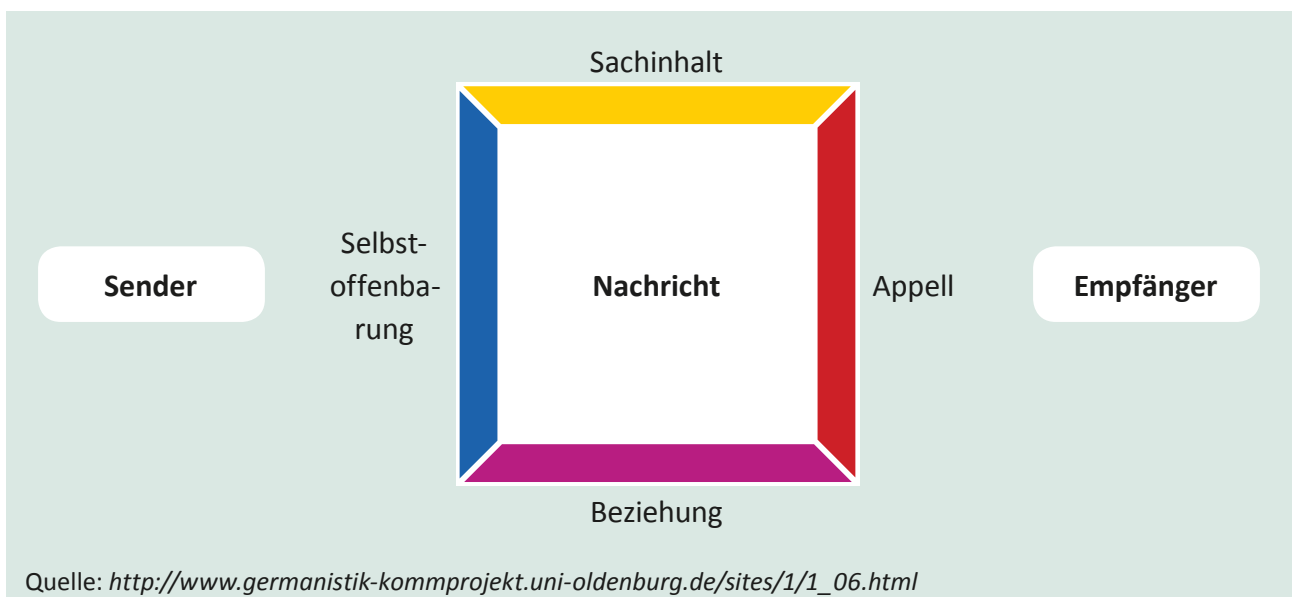 Sachinhalt
Sender
Selbst-
offenba-
rung
Nachricht
Appell
Empfänger
Beziehung
Quelle: http://www.germanistik-kommprojekt.uni-oldenburg.de/sites/1/1_06.html